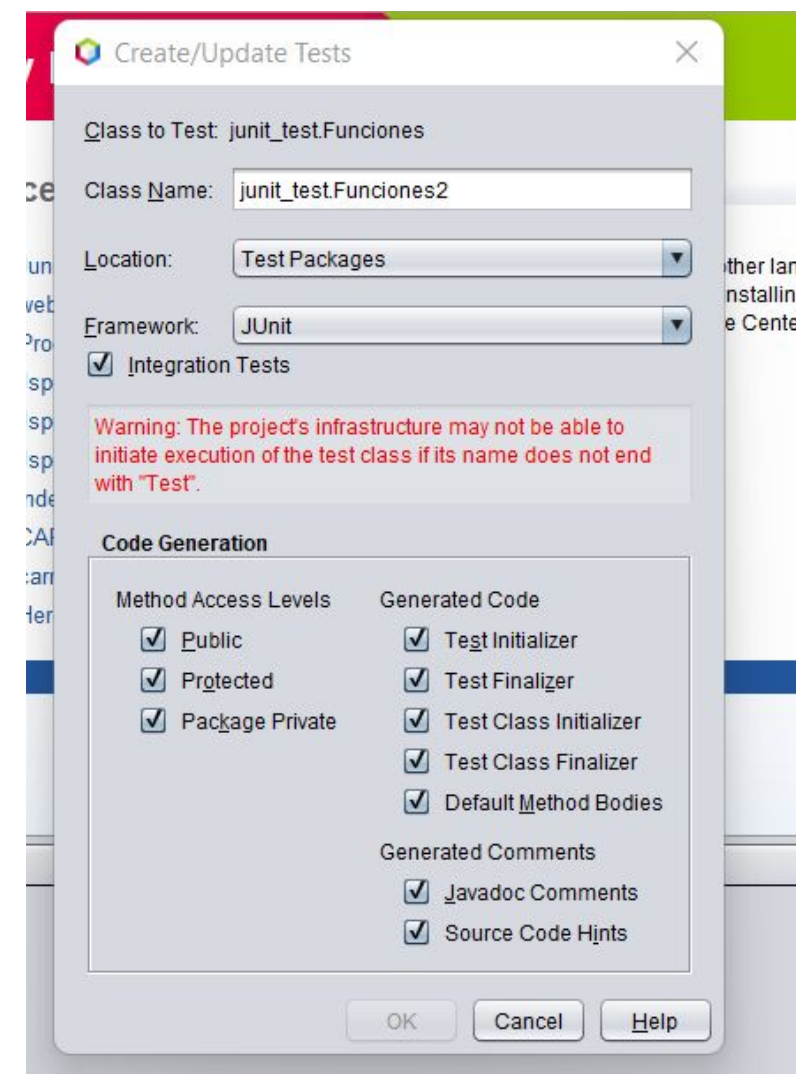 Create/Update Tests
Class to Test: junit_test.Funciones
Class Name: junit_test.Funciones2
Location: Test Packages
Framework: JUnit
Integration Tests
Warning: The project's infrastructure may not be able to
initiate execution of the test class if its name does not end
with "Test".
Code Generation
Method Access Levels
Public
Protected
Package Private
Generated Code
Test Initializer
Test Finalizer
Test Class Initializer
Test Class Finalizer
Default Method Bodies
Generated Comments
Javadoc Comments
Source Code Hints
OK Cancel Help